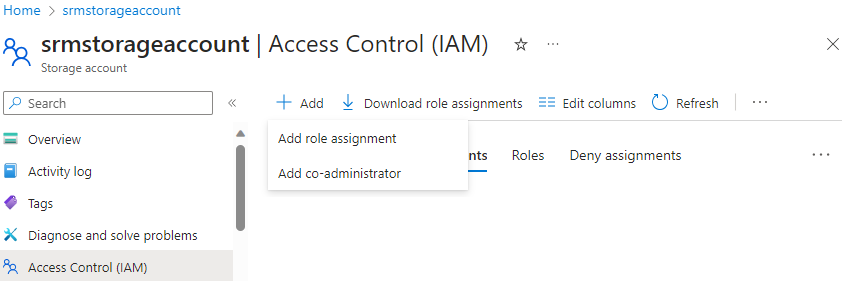 Home > srmstorageaccount
srmstorageaccount | Access Control (IAM) ☆ ···
Storage account
Search
«
+ Add Download role assignments Edit columns Refresh ···
Add role assignment
Add co-administrator
nts Roles Deny assignments ···
Overview
Activity log
Tags
Diagnose and solve problems
Access Control (IAM)